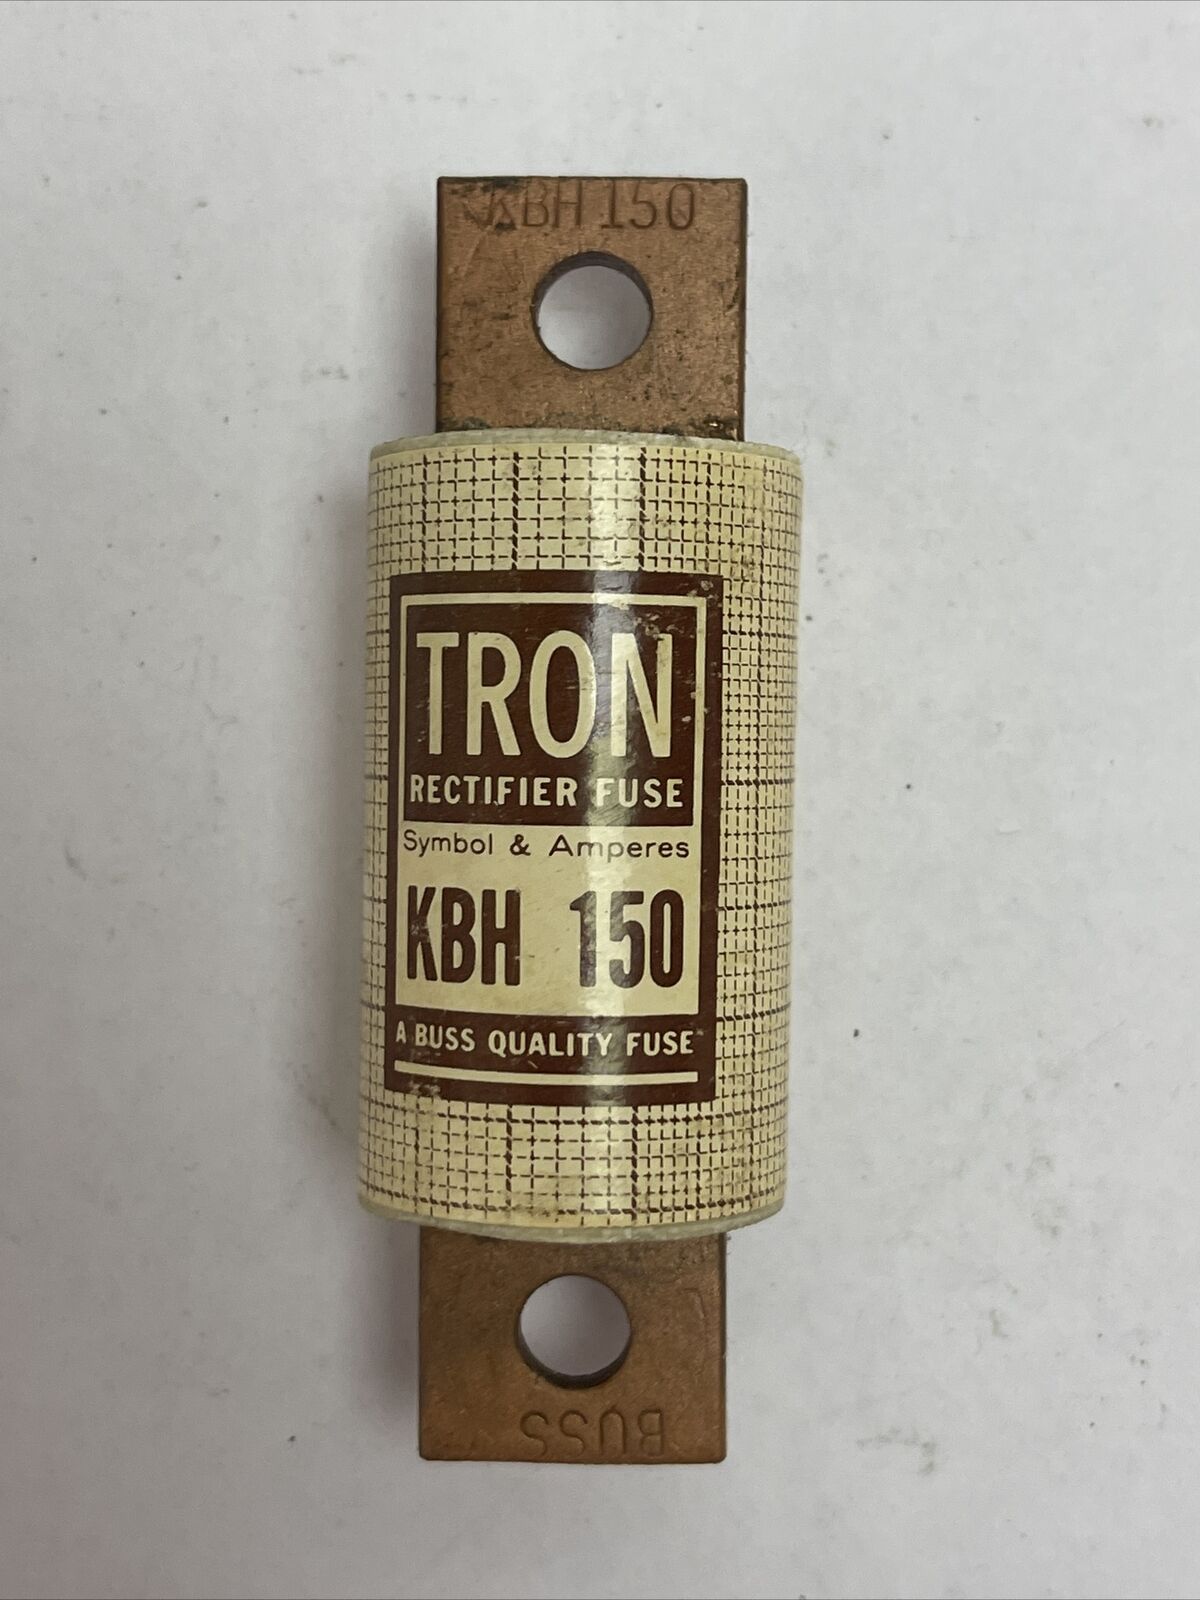 KBH 150
TRON
RECTIFIER FUSE
Symbol & Amperes
KBH 150
A BUSS QUALITY FUSE
BUSS